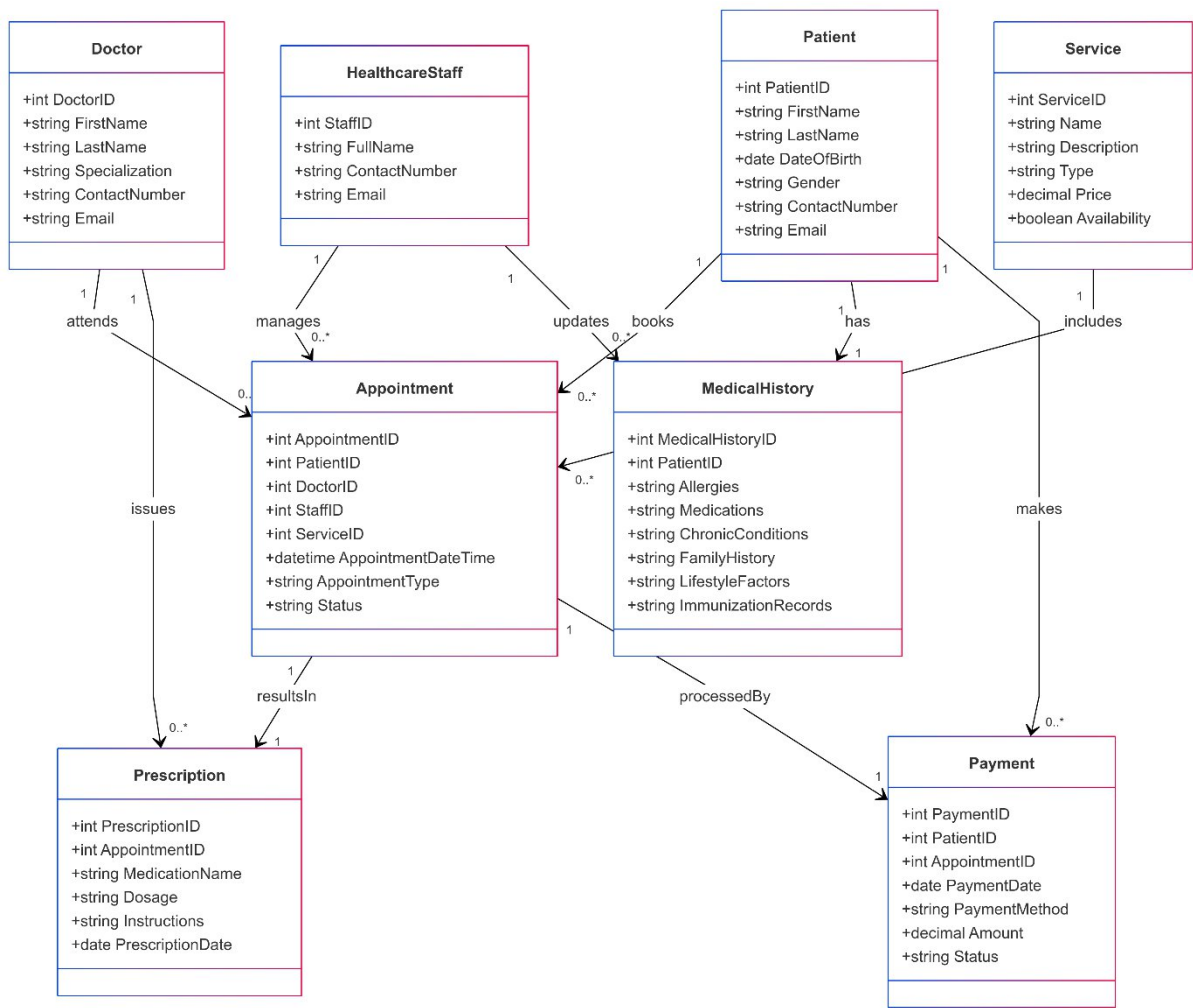 Doctor
+int DoctorID
+string FirstName
+string LastName
+string Specialization
+string ContactNumber
+string Email
HealthcareStaff
+int StaffID
+string FullName
+string ContactNumber
+string Email
Patient
+int PatientID
+string FirstName
+string LastName
+date DateOfBirth
+string Gender
+string ContactNumber
+string Email
Service
+int ServiceID
+string Name
+string Description
+string Type
+decimal Price
+boolean Availability
1
1
1
1
1
1
1
1
attends
manages
updates
books
has
includes
0..*
0..*
1
0..
0..*
0..*
Appointment
+int AppointmentID
+int PatientID
+int DoctorID
+int StaffID
+int ServiceID
+datetime AppointmentDateTime
+string AppointmentType
+string Status
MedicalHistory
+int MedicalHistoryID
+int PatientID
+string Allergies
+string Medications
+string ChronicConditions
+string FamilyHistory
+string LifestyleFactors
+string ImmunizationRecords
issues
makes
1
1
resultsIn
processedBy
0..*
1
0..*
1
Prescription
+int PrescriptionID
+int AppointmentID
+string MedicationName
+string Dosage
+string Instructions
+date PrescriptionDate
Payment
+int PaymentID
+int PatientID
+int AppointmentID
+date PaymentDate
+string PaymentMethod
+decimal Amount
+string Status